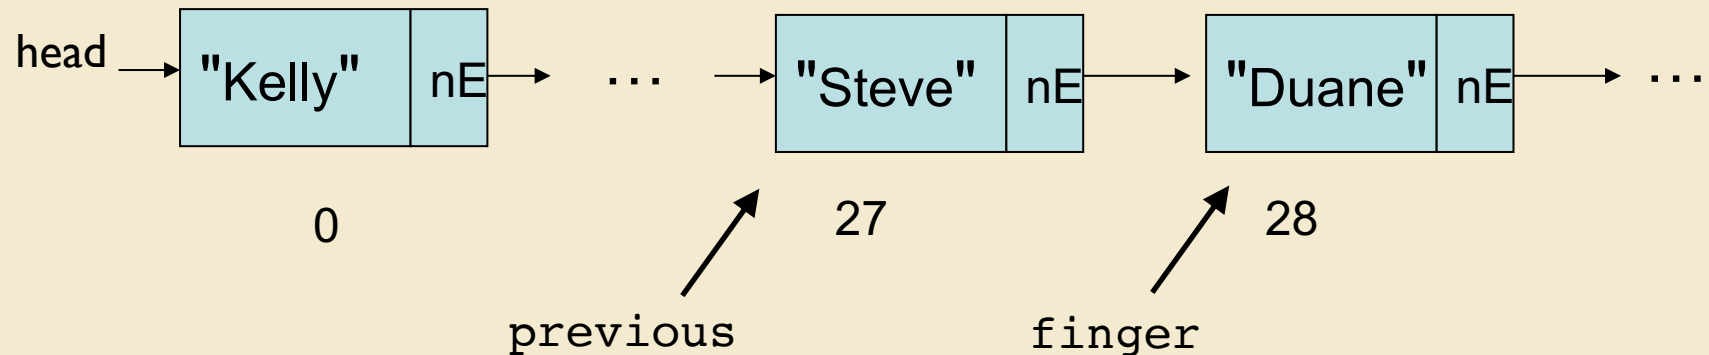 head "Kelly" nE ... "Steve" nE "Duane" nE ...
0 27 28
previous finger